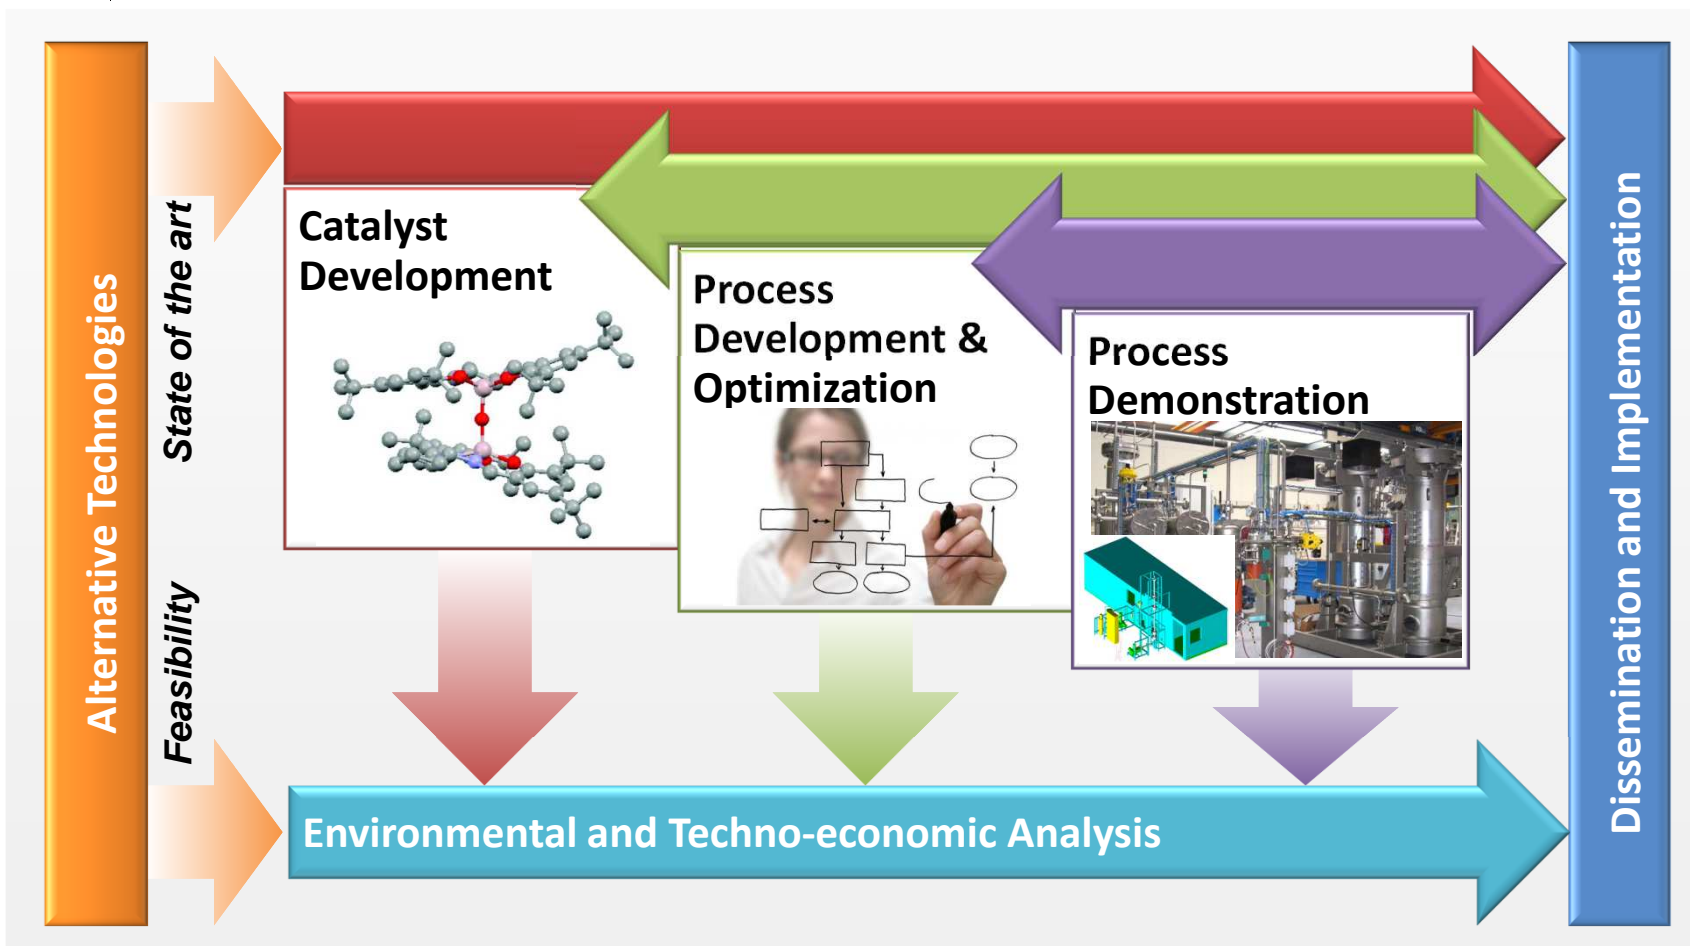 Alternative Technologies
State of the art
Feasibility
Catalyst
Development
Process
Development &
Optimization
Process
Demonstration
Environmental and Techno-economic Analysis
Dissemination and Implementation